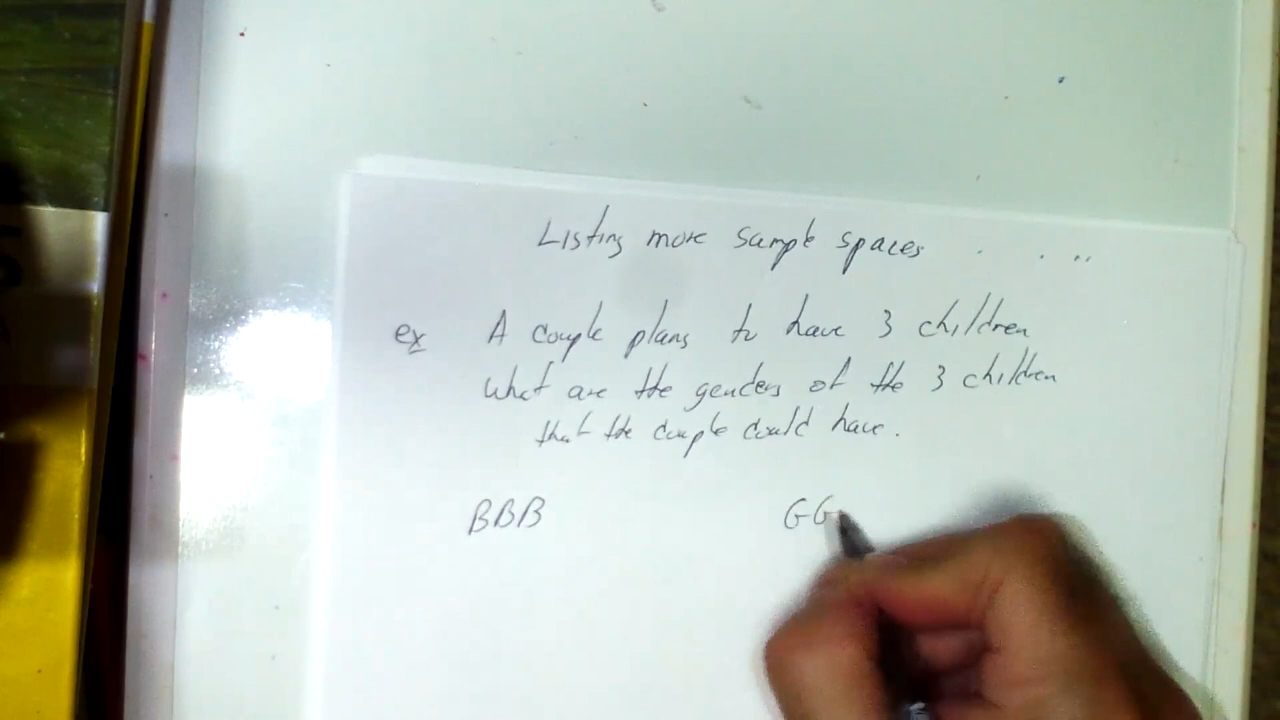 Listing more sample spaces . . ..
ex A couple plans to have 3 children
What are the genders of the 3 children
that the couple could have.
BBB GG